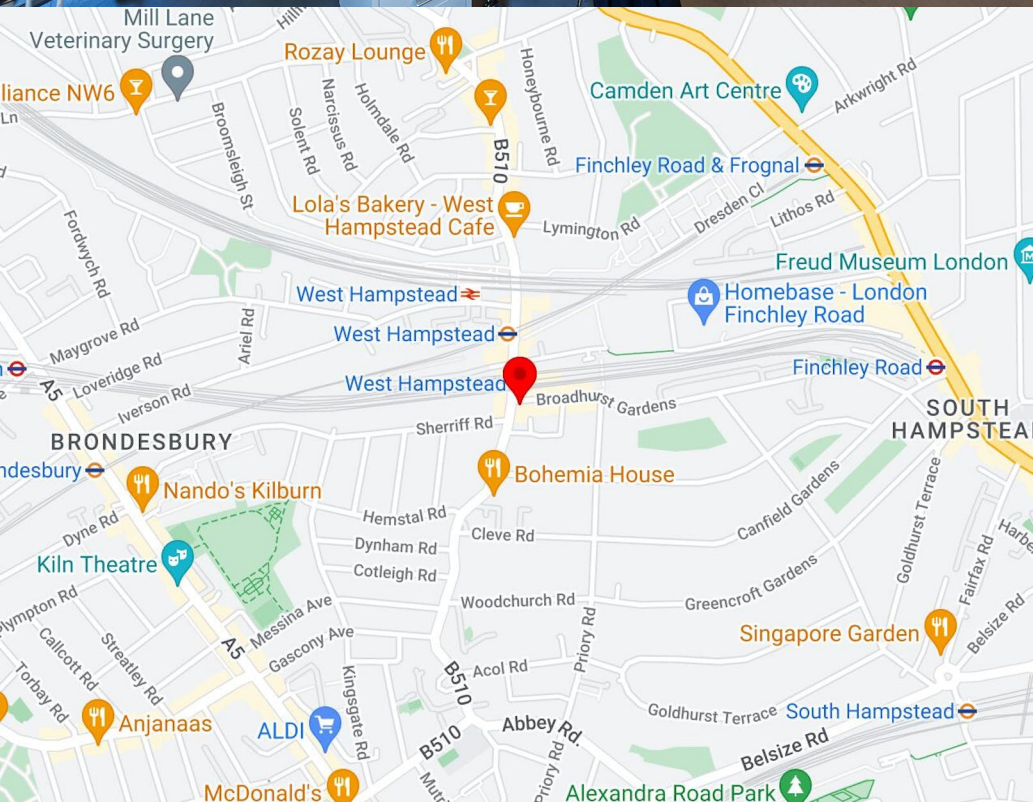 Mill Lane
Veterinary Surgery
Rozay Lounge
liance NW6
Ln
Broomsleigh St
Solent Rd
Narcissus Rd
Holmdale Rd
Honeybourne Rd
B510
Camden Art Centre
Arkwright Rd
Finchley Road & Frognal
Lola's Bakery - West
Hampstead Cafe
Lymington Rd
Dresden Cl
Lithos Rd
Fordwych Rd
Freud Museum London
West Hampstead
Homebase - London
Finchley Road
West Hampstead
Maygrove Rd
Ariel Rd
Loveridge Rd
Iverson Rd
A5
West Hampstead
Finchley Road
Broadhurst Gardens
Sherriff Rd
SOUTH
HAMPSTEA
BRONDESBURY
ndesbury
Nando's Kilburn
Bohemia House
Canfield Gardens
Goldhurst Terrace
Hemstal Rd
Dyne Rd
Cleve Rd
Dynham Rd
Harbe
Kiln Theatre
Cotleigh Rd
Fairfax Rd
Greencroft Gardens
Woodchurch Rd
Plympton Rd
Messina Ave
Belsize Rd
Priory Rd
Singapore Garden
Callcott Rd
Streatley Rd
A5
Gascony Ave
Torbay Rd
Kingsgate Rd
B510
Acol Rd
Anjanaas
ALDI
Goldhurst Terrace
South Hampstead
Abbey Rd.
B510
Belsize Rd
Priory Rd
McDonald's
Alexandra Road Park